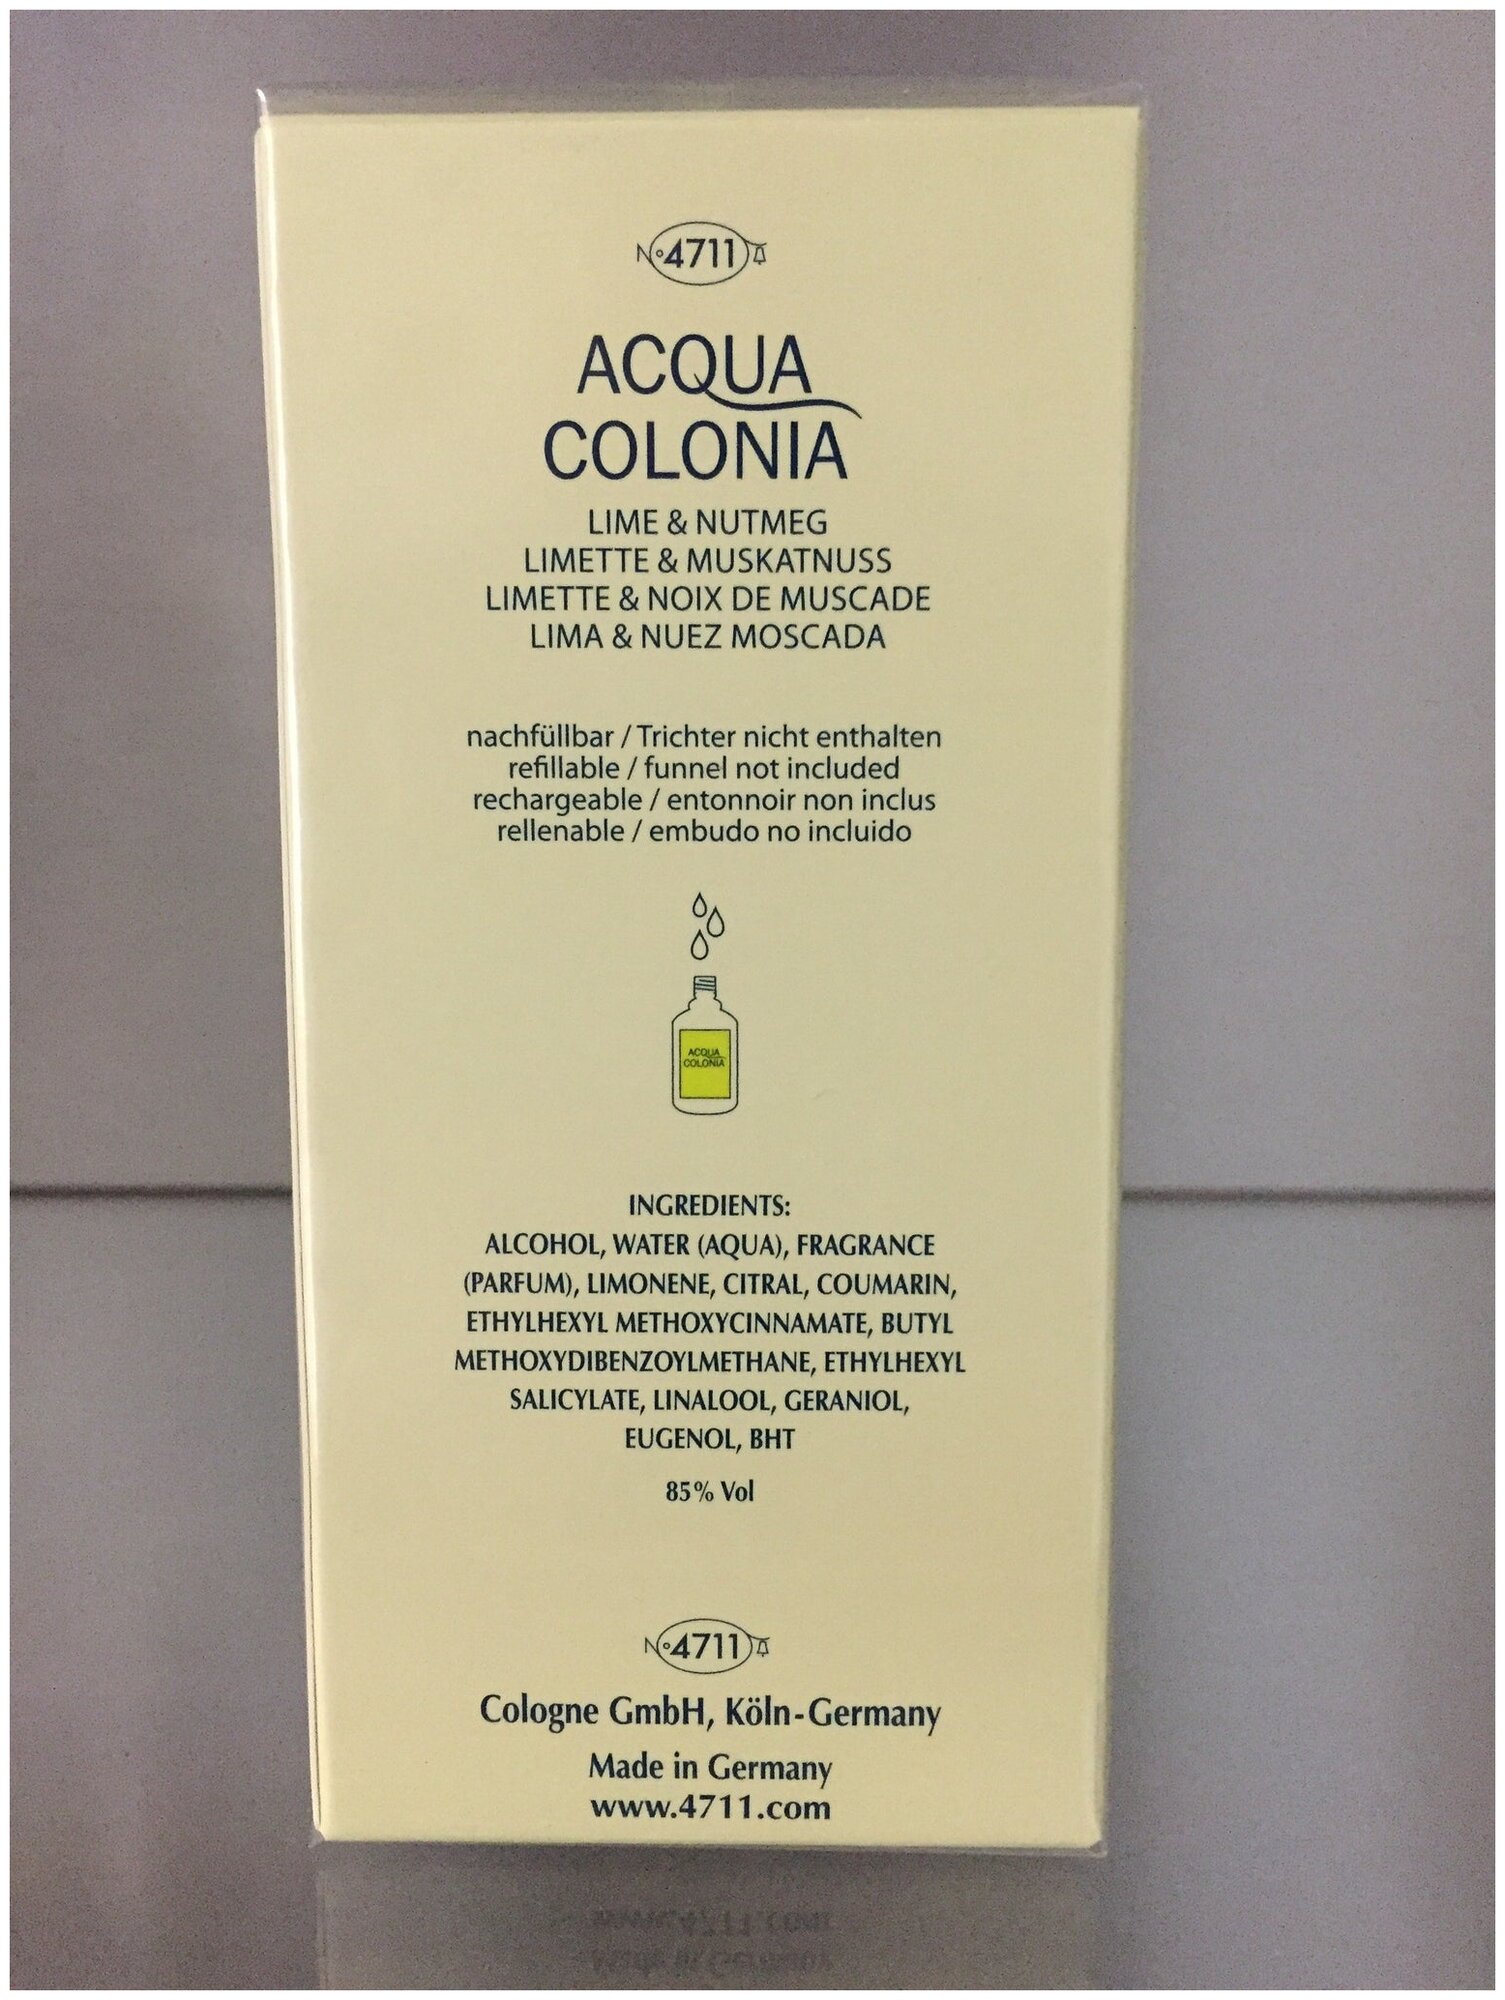 Nº4711
ACQUA
COLONIA
LIME & NUTMEG
LIMETTE & MUSKATNUSS
LIMETTE & NOIX DE MUSCADE
LIMA & NUEZ MOSCADA
nachfüllbar / Trichter nicht enthalten
refillable / funnel not included
rechargeable / entonnoir non inclus
rellenable / embudo no incluido
ACQUA
COLONIA
INGREDIENTS:
ALCOHOL, WATER (AQUA), FRAGRANCE
(PARFUM), LIMONENE, CITRAL, COUMARIN,
ETHYLHEXYL METHOXYCINNAMATE, BUTYL
METHOXYDIBENZOYLMETHANE, ETHYLHEXYL
SALICYLATE, LINALOOL, GERANIOL,
EUGENOL, BHT
85% Vol
Nº4711
Cologne GmbH, Köln-Germany
Made in Germany
www.4711.com